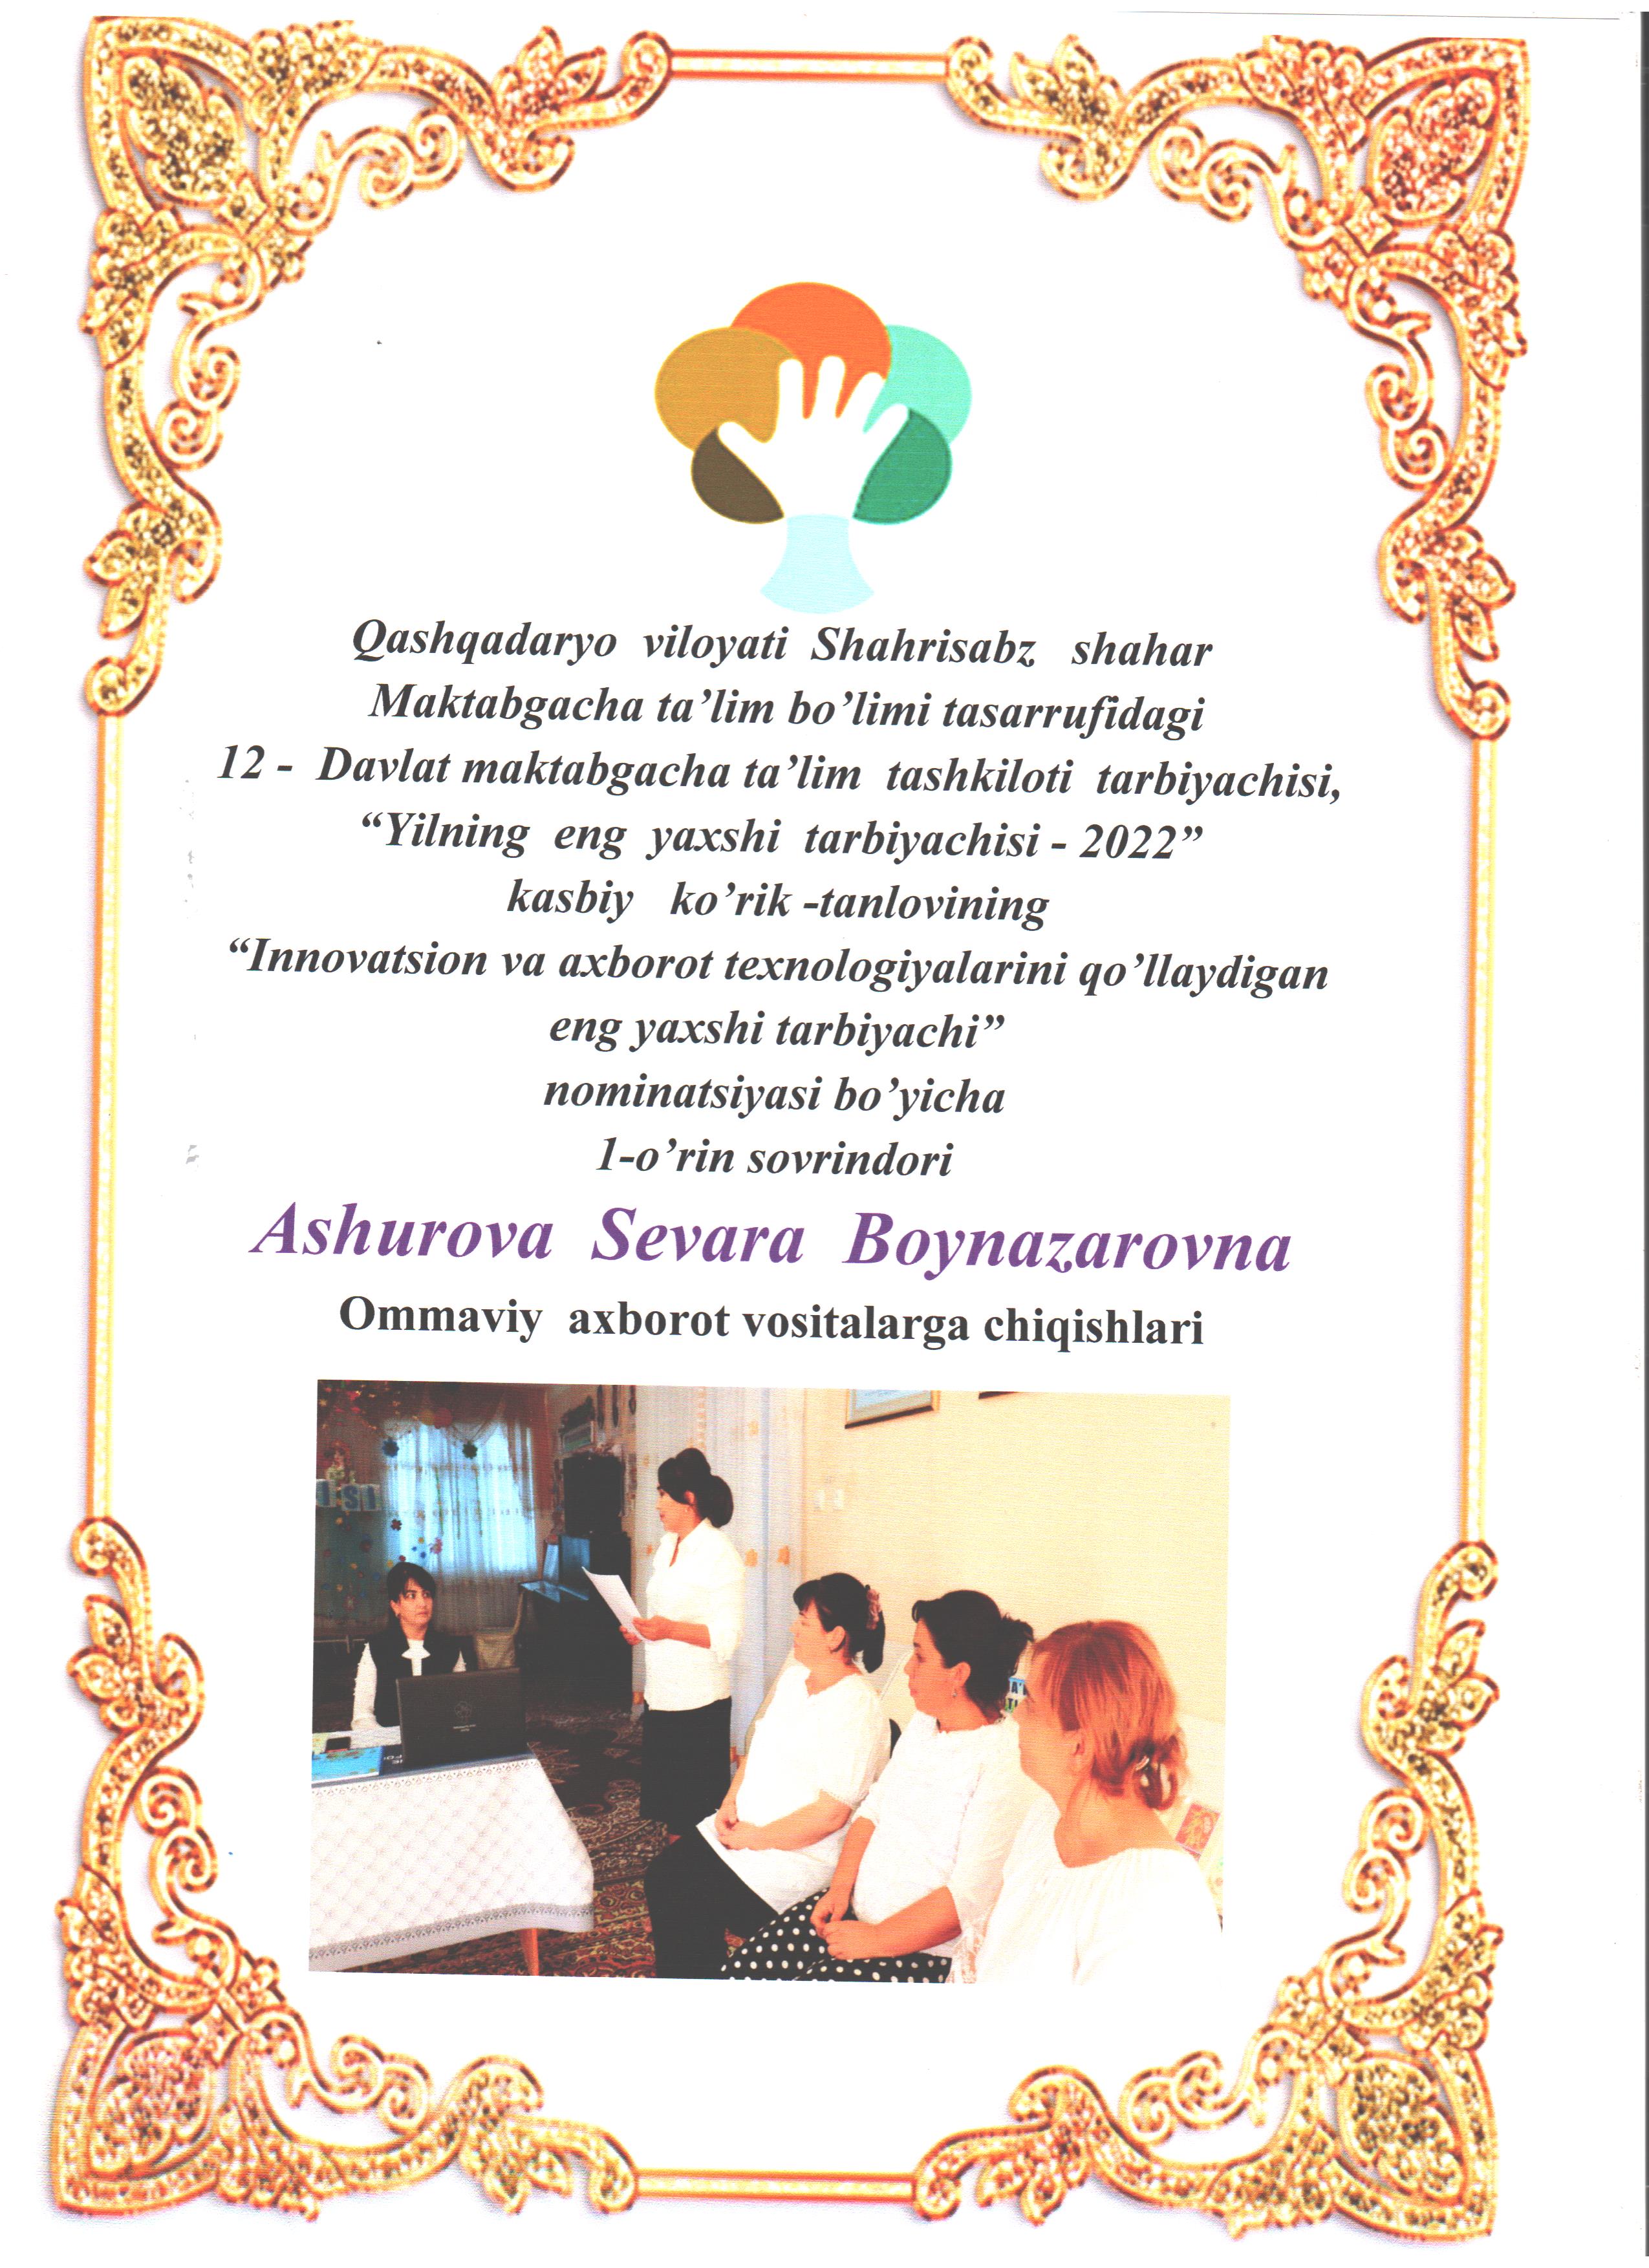 Qashqadaryo viloyati Shahrisabz shahar
Maktabgacha ta’lim bo’limi tasarrufidagi
12 - Davlat maktabgacha ta’lim tashkiloti tarbiyachisi,
“Yilning eng yaxshi tarbiyachisi - 2022”
kasbiy ko’rik -tanlovining
“Innovatsion va axborot texnologiyalarini qo’llaydigan
eng yaxshi tarbiyachi”
nominatsiyasi bo’yicha
1-o’rin sovrindori
Ashurova Sevara Boynazarovna
Ommaviy axborot vositalarga chiqishlari